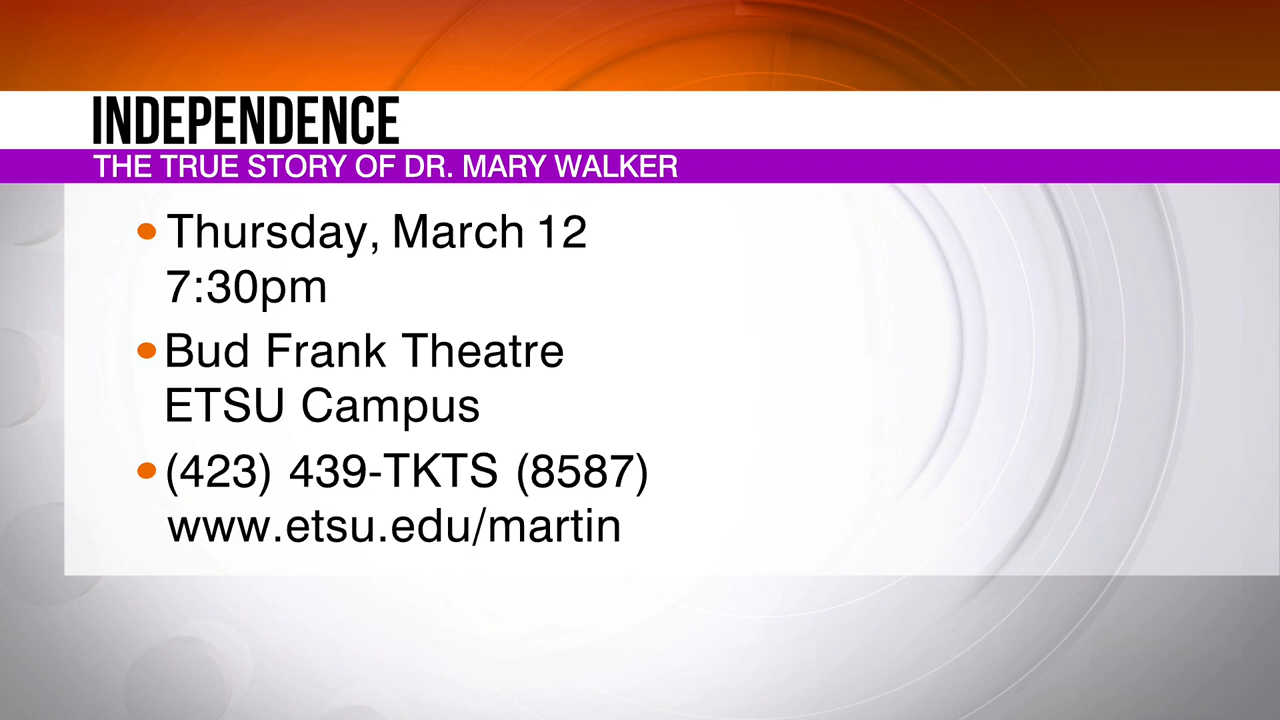 INDEPENDENCE
THE TRUE STORY OF DR. MARY WALKER
• Thursday, March 12
7:30pm
• Bud Frank Theatre
ETSU Campus
• (423) 439-TKTS (8587)
www.etsu.edu/martin